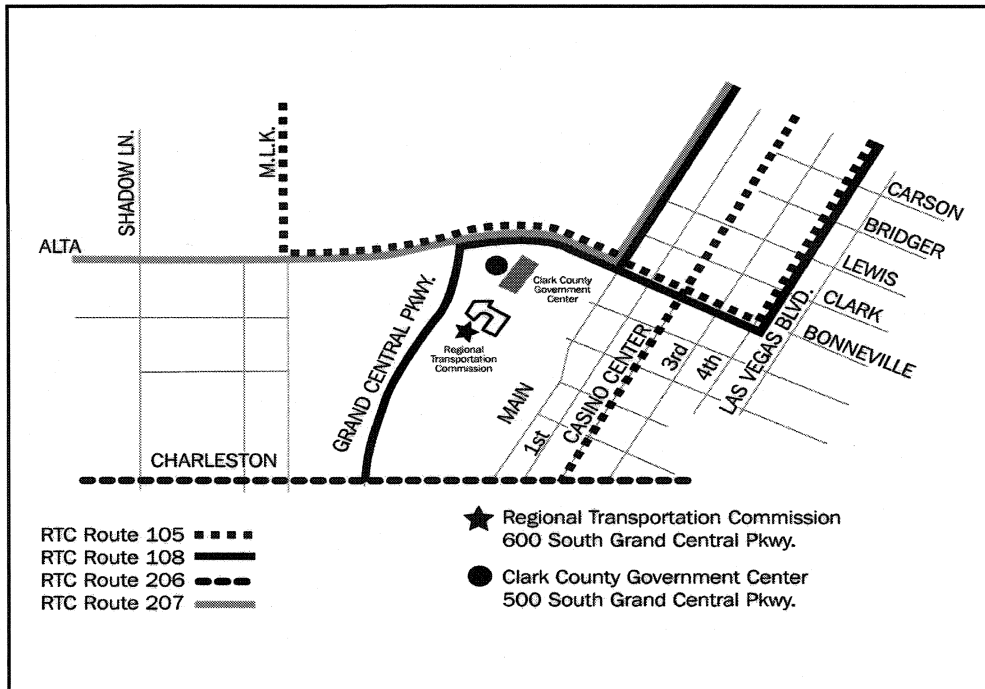 SHADOW LN.
M.L.K.
ALTA
GRAND CENTRAL PKWY.
Clark County
Government
Center
Regional
Transportation
Commission
CARSON
BRIDGER
LEWIS
CLARK
BONNEVILLE
LAS VEGAS BLVD.
4th
3rd
CASINO CENTER
1st
MAIN
CHARLESTON
RTC Route 105
RTC Route 108
RTC Route 206
RTC Route 207
Regional Transportation Commission
600 South Grand Central Pkwy.
Clark County Government Center
500 South Grand Central Pkwy.